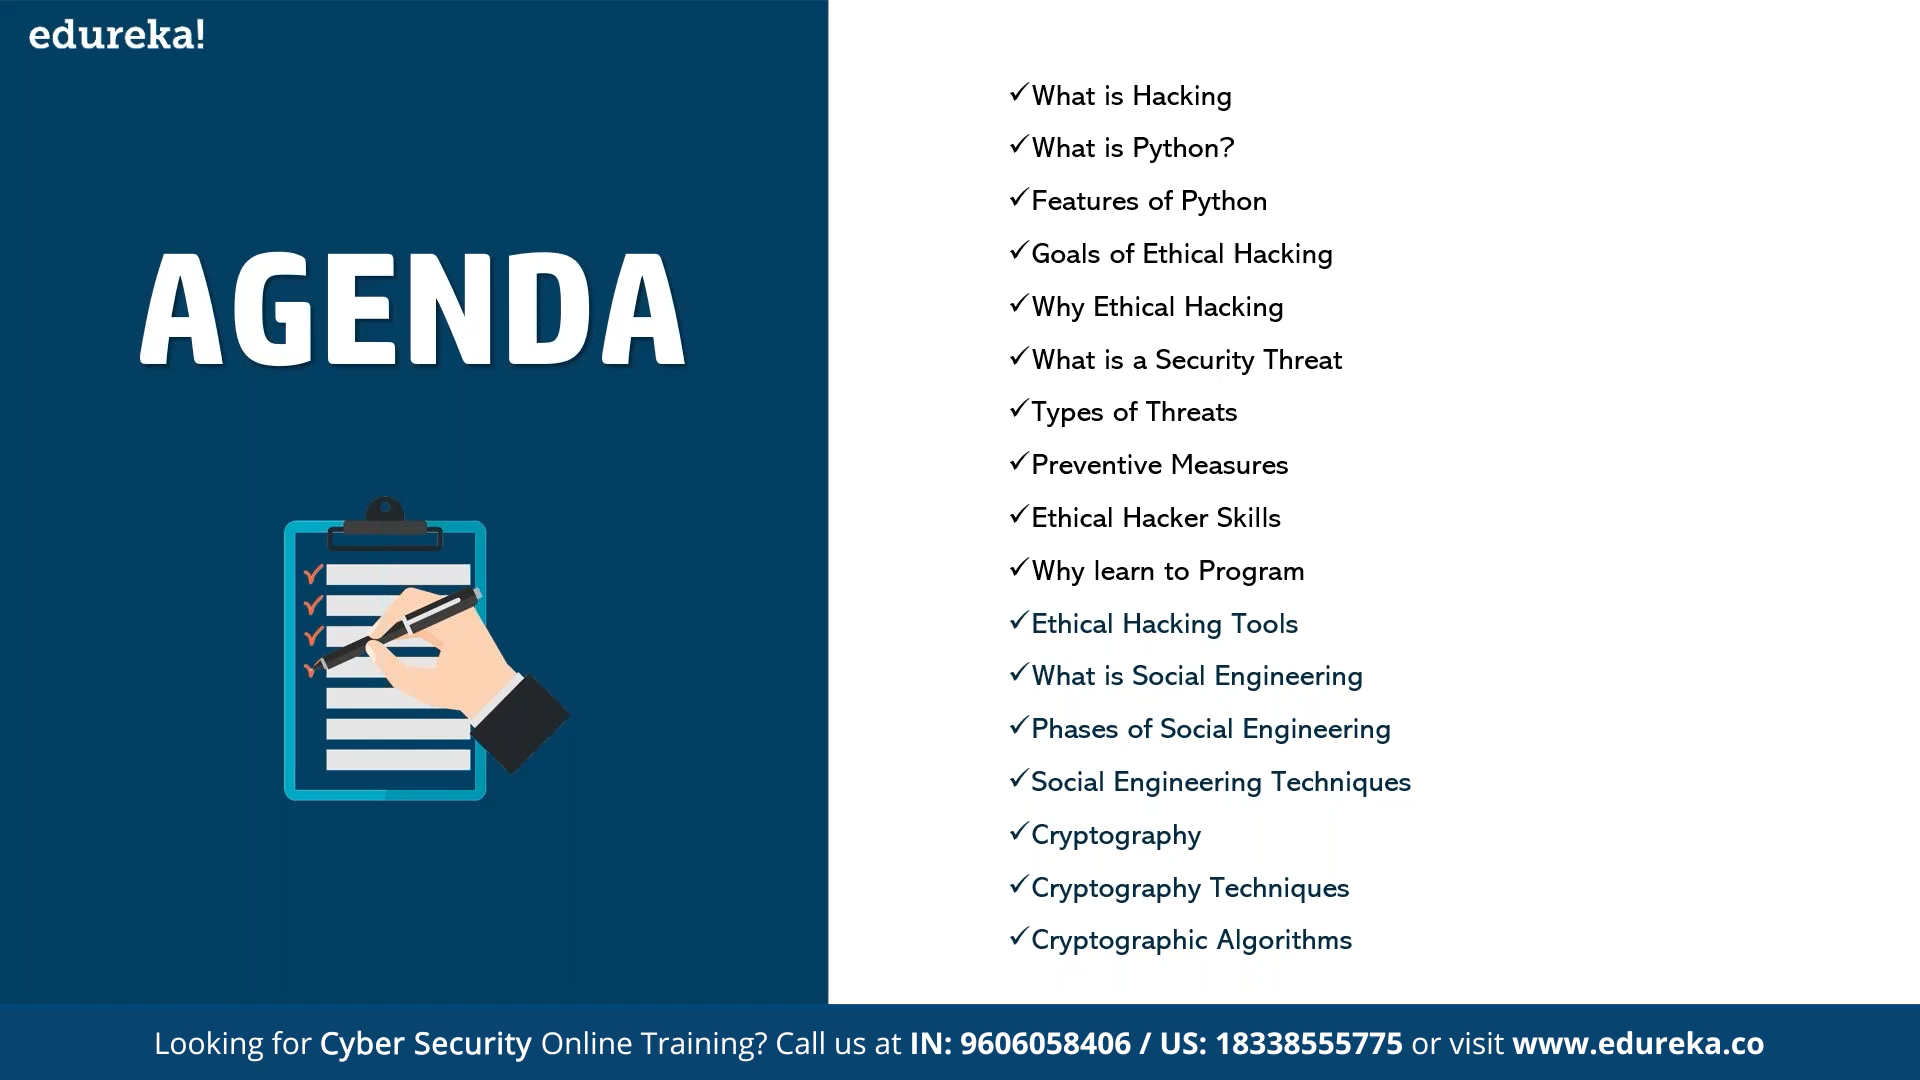 edureka!
AGENDA
✓What is Hacking
✓What is Python?
✓Features of Python
✓Goals of Ethical Hacking
✓Why Ethical Hacking
✓What is a Security Threat
✓Types of Threats
✓Preventive Measures
✓Ethical Hacker Skills
✓Why learn to Program
✓Ethical Hacking Tools
✓What is Social Engineering
✓Phases of Social Engineering
✓Social Engineering Techniques
✓Cryptography
✓Cryptography Techniques
✓Cryptographic Algorithms
Looking for Cyber Security Online Training? Call us at IN: 9606058406 / US: 18338555775 or visit www.edureka.co